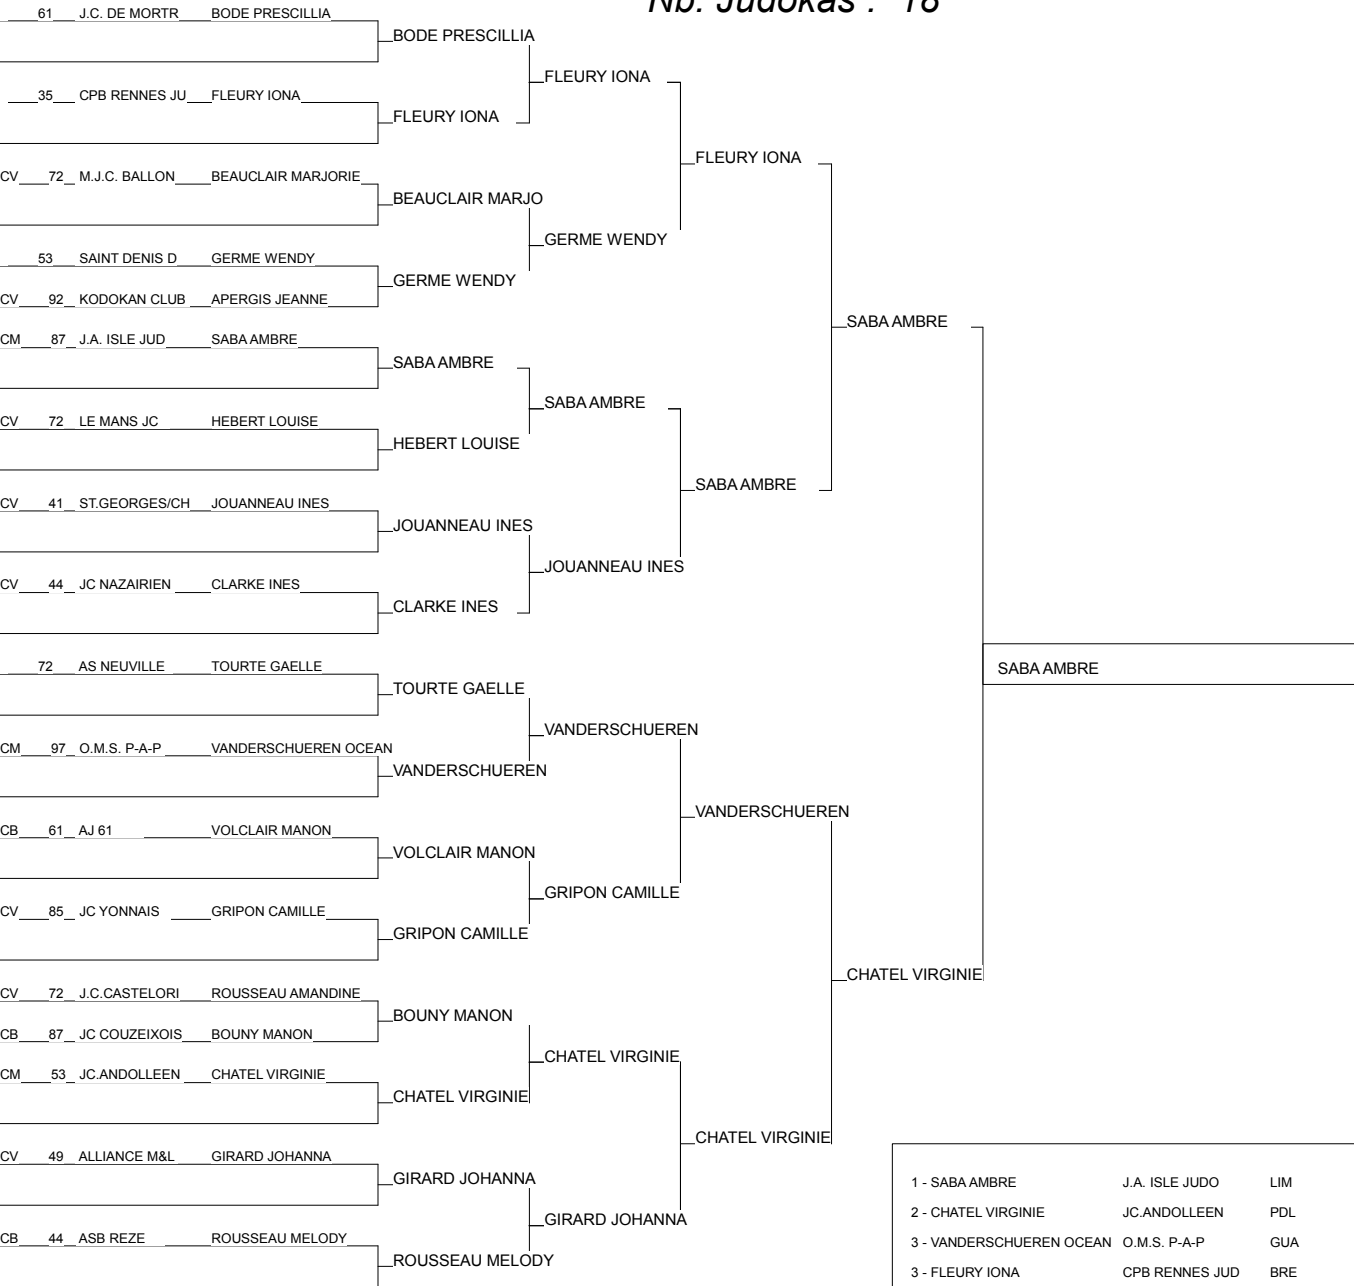 Nb. Judokas : 18
61 J.C. DE MORTR BODE PRESCILLIA
BODE PRESCILLIA
FLEURY IONA
35 CPB RENNES JU FLEURY IONA
FLEURY IONA
FLEURY IONA
CV 72 M.J.C. BALLON BEAUCLAIR MARJORIE
BEAUCLAIR MARJO
GERME WENDY
53 SAINT DENIS D GERME WENDY
GERME WENDY
CV 92 KODOKAN CLUB APERGIS JEANNE
SABA AMBRE
CM 87 J.A. ISLE JUD SABA AMBRE
SABA AMBRE
SABA AMBRE
CV 72 LE MANS JC HEBERT LOUISE
HEBERT LOUISE
SABA AMBRE
CV 41 ST.GEORGES/CH JOUANNEAU INES
JOUANNEAU INES
JOUANNEAU INES
CV 44 JC NAZAIRIEN CLARKE INES
CLARKE INES
72 AS NEUVILLE TOURTE GAELLE
SABA AMBRE
TOURTE GAELLE
VANDERSCHUEREN
CM 97 O.M.S. P-A-P VANDERSCHUEREN OCEAN
VANDERSCHUEREN
VANDERSCHUEREN
CB 61 AJ 61 VOLCLAIR MANON
VOLCLAIR MANON
GRIPON CAMILLE
CV 85 JC YONNAIS GRIPON CAMILLE
GRIPON CAMILLE
CHATEL VIRGINIE
CV 72 J.C.CASTELORI ROUSSEAU AMANDINE
BOUNY MANON
CB 87 JC COUZEIXOIS BOUNY MANON
CHATEL VIRGINIE
CM 53 JC.ANDOLLEEN CHATEL VIRGINIE
CHATEL VIRGINIE
CHATEL VIRGINIE
CV 49 ALLIANCE M&L GIRARD JOHANNA
GIRARD JOHANNA
GIRARD JOHANNA
CB 44 ASB REZE ROUSSEAU MELODY
ROUSSEAU MELODY
1 - SABA AMBRE J.A. ISLE JUDO LIM
2 - CHATEL VIRGINIE JC.ANDOLLEEN PDL
3 - VANDERSCHUEREN OCEAN O.M.S. P-A-P GUA
3 - FLEURY IONA CPB RENNES JUD BRE